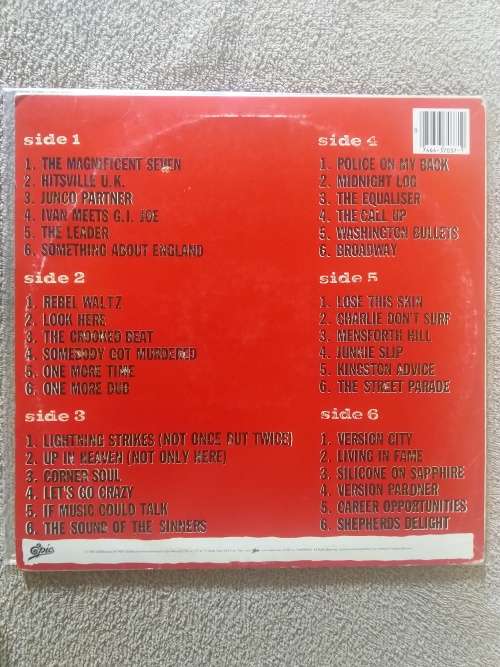 side 1
1. THE MAGNIFICENT SEVEN
2. HITSVILLE U.K.
3. JUNCO PARTNER
4. IVAN MEETS G.I. JOE
5. THE LEADER
6. SOMETHING ABOUT ENGLAND
side 2
1. REBEL WALTZ
2. LOOK HERE
3. THE CROOKED BEAT
4. SOMEBODY GOT MURDERED
5. ONE MORE TIME
6. ONE MORE DUB
side 3
1. LIGHTNING STRIKES (NOT ONCE BUT TWICE)
2. UP IN HEAVEN (NOT ONLY HERE)
3. CORNER SOUL
4. LET'S GO CRAZY
5. IF MUSIC COULD TALK
6. THE SOUND OF THE SINNERS
side 4
1. POLICE ON MY BACK
2. MIDNIGHT LOG
3. THE EQUALISER
4. THE CALL UP
5. WASHINGTON BULLETS
6. BROADWAY
side 5
1. LOSE THIS SKIN
2. CHARLIE DON'T SURF
3. MENSFORTH HILL
4. JUNKIE SLIP
5. KINGSTON ADVICE
6. THE STREET PARADE
side 6
1. VERSION CITY
2. LIVING IN FAME
3. SILICONE ON SAPPHIRE
4. VERSION PARDNER
5. CAREER OPPORTUNITIES
6. SHEPHERDS DELIGHT
Epic